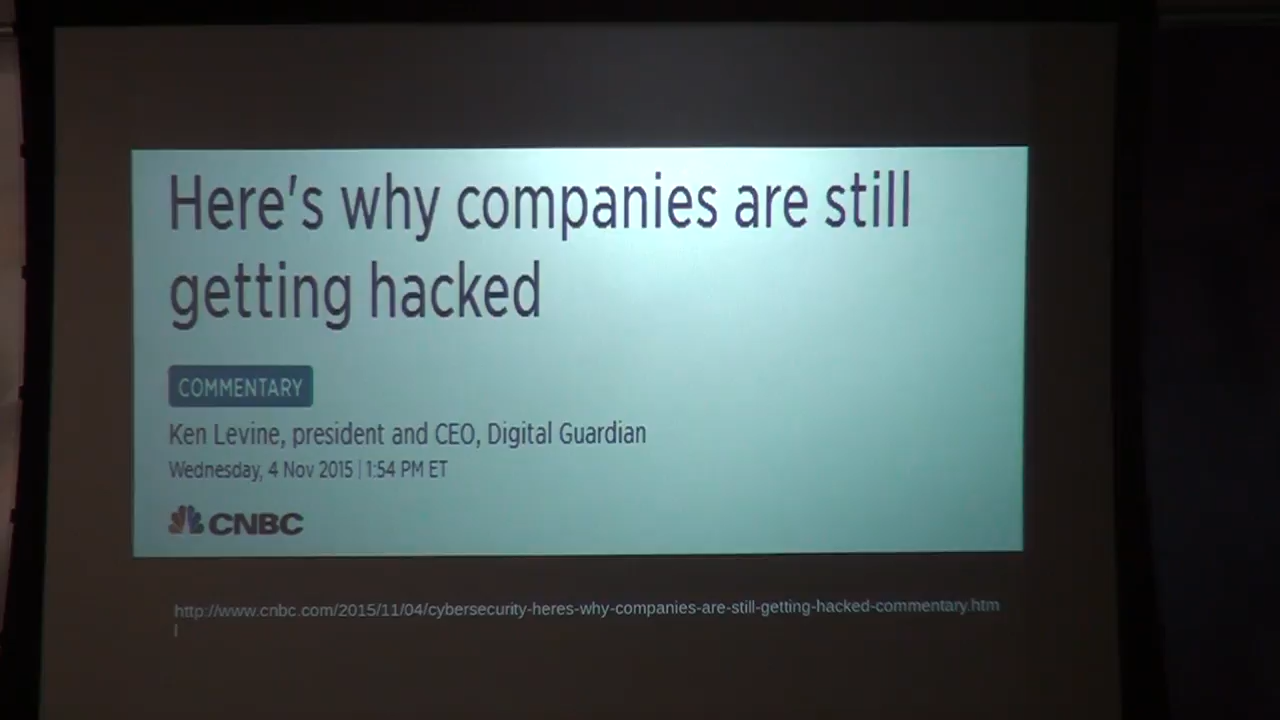 Here's why companies are still
getting hacked
COMMENTARY
Ken Levine, president and CEO, Digital Guardian
Wednesday, 4 Nov 2015 | 1:54 PM ET
CNBC
http://www.cnbc.com/2015/11/04/cybersecurity-heres-why-companies-are-still-getting-hacked-commentary.htm
l